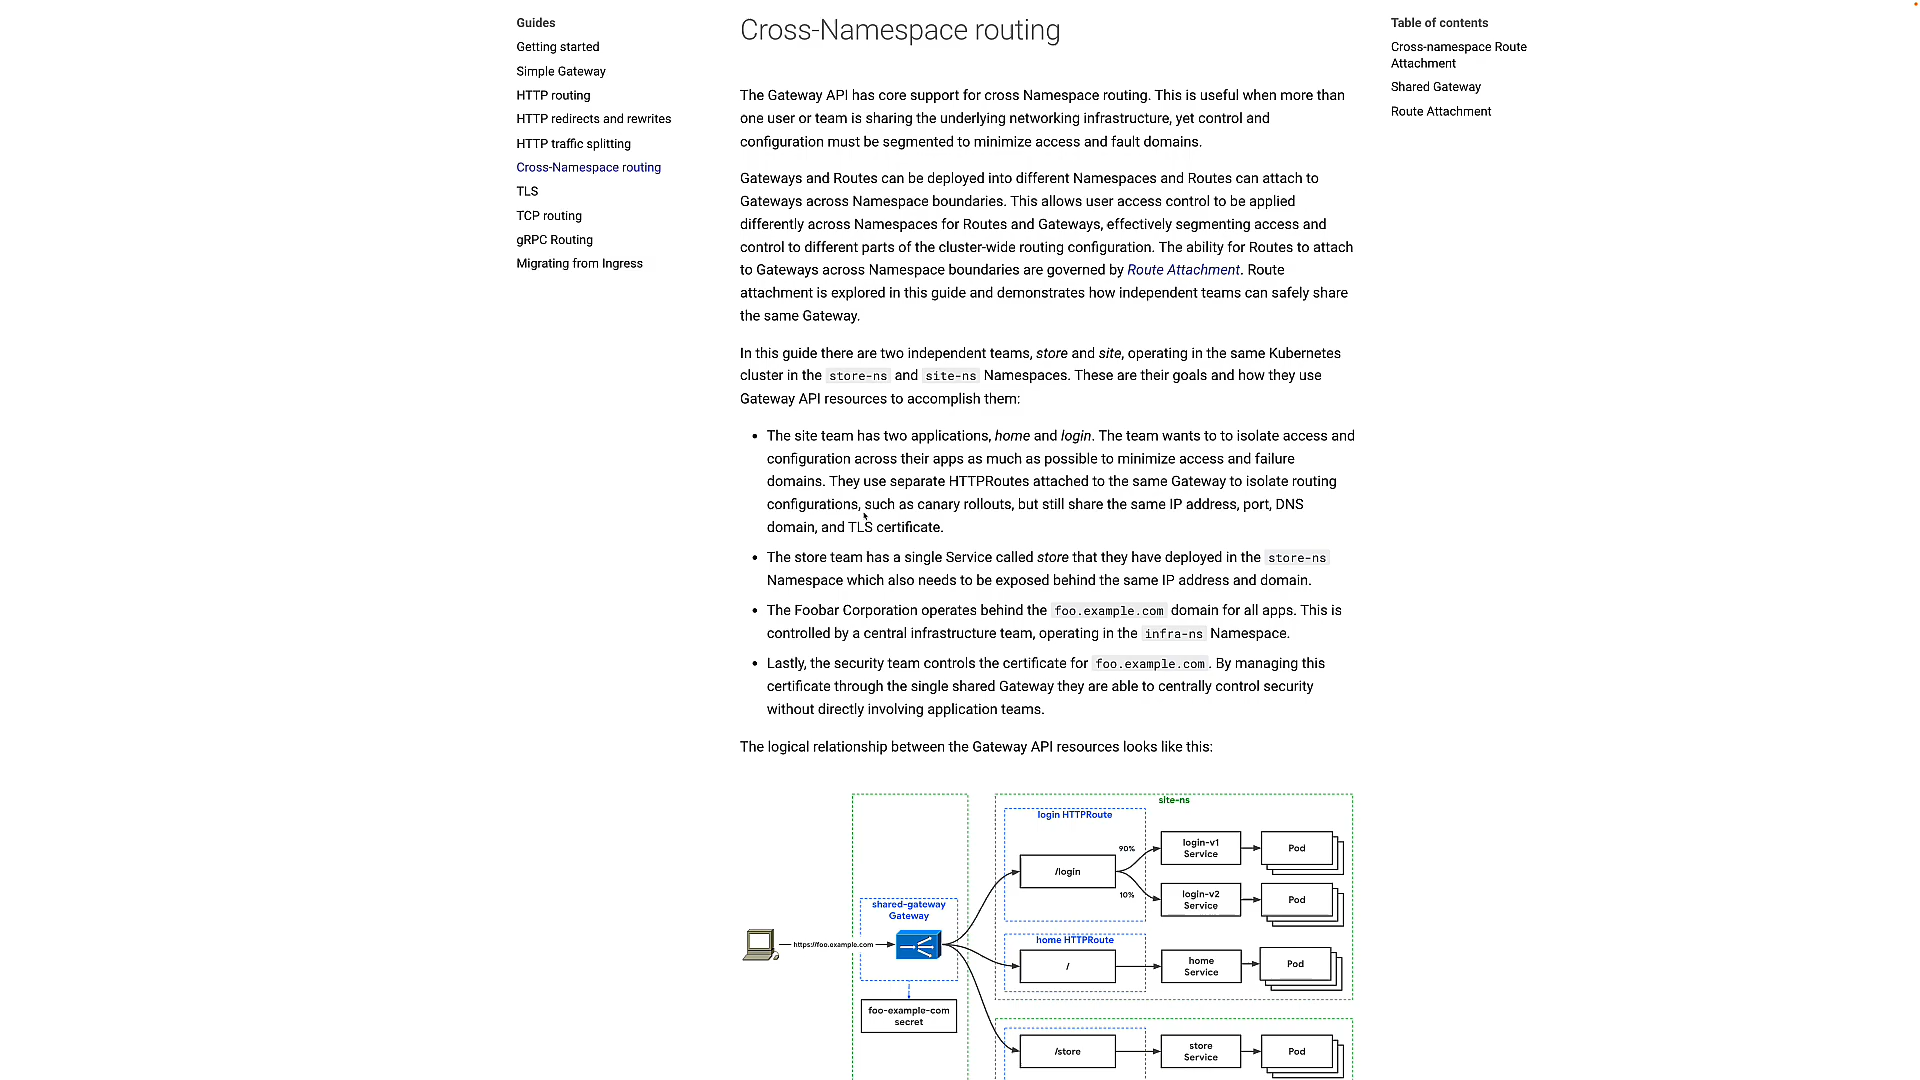 Guides
Getting started
Simple Gateway
HTTP routing
HTTP redirects and rewrites
HTTP traffic splitting
Cross-Namespace routing
TLS
TCP routing
gRPC Routing
Migrating from Ingress
Cross-Namespace routing
The Gateway API has core support for cross Namespace routing. This is useful when more than
one user or team is sharing the underlying networking infrastructure, yet control and
configuration must be segmented to minimize access and fault domains.
Gateways and Routes can be deployed into different Namespaces and Routes can attach to
Gateways across Namespace boundaries. This allows user access control to be applied
differently across Namespaces for Routes and Gateways, effectively segmenting access and
control to different parts of the cluster-wide routing configuration. The ability for Routes to attach
to Gateways across Namespace boundaries are governed by Route Attachment. Route
attachment is explored in this guide and demonstrates how independent teams can safely share
the same Gateway.
In this guide there are two independent teams, store and site, operating in the same Kubernetes
cluster in the store-ns and site-ns Namespaces. These are their goals and how they use
Gateway API resources to accomplish them:
• The site team has two applications, home and login. The team wants to to isolate access and
configuration across their apps as much as possible to minimize access and failure
domains. They use separate HTTPRoutes attached to the same Gateway to isolate routing
configurations, such as canary rollouts, but still share the same IP address, port, DNS
domain, and TLS certificate.
• The store team has a single Service called store that they have deployed in the store-ns
Namespace which also needs to be exposed behind the same IP address and domain.
• The Foobar Corporation operates behind the foo.example.com domain for all apps. This is
controlled by a central infrastructure team, operating in the infra-ns Namespace.
• Lastly, the security team controls the certificate for foo.example.com. By managing this
certificate through the single shared Gateway they are able to centrally control security
without directly involving application teams.
The logical relationship between the Gateway API resources looks like this:
site-ns
login HTTPRoute
/login
90%
10%
login-v1
Service
Pod
login-v2
Service
Pod
shared-gateway
Gateway
https://foo.example.com
home HTTPRoute
/
home
Service
Pod
foo-example-com
secret
/store
store
Service
Pod
Table of contents
Cross-namespace Route
Attachment
Shared Gateway
Route Attachment